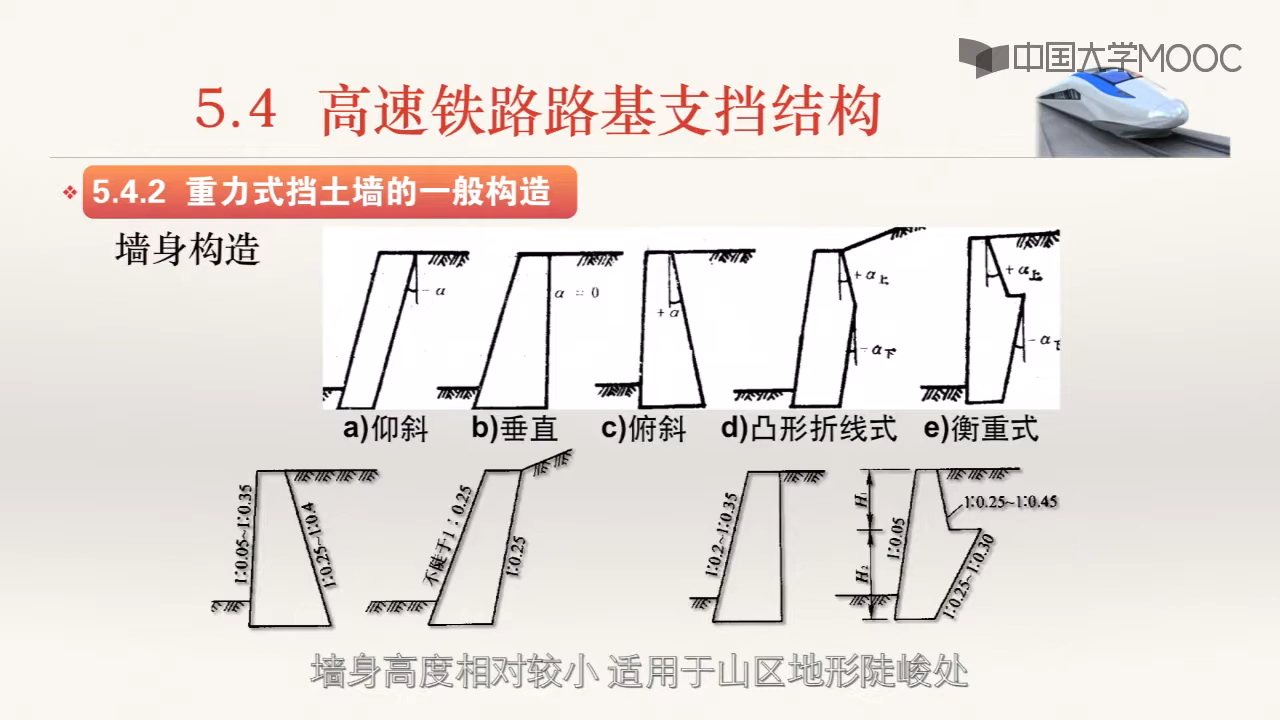 中国大学MOOC
5.4 高速铁路路基支挡结构
5.4.2 重力式挡土墙的一般构造
墙身构造
- α
α = 0
+ α
+ α上
- α下
+ α上
- α下
a)仰斜
b)垂直
c)俯斜
d)凸形折线式
e)衡重式
1:0.05~1:0.35
1:0.25~1:0.4
不陡于1:0.25
1:0.25
1:0.2~1:0.35
H₁
H₂
1:0.05
1:0.25~1:0.45
1:0.25~1:0.30
墙身高度相对较小 适用于山区地形陡峻处